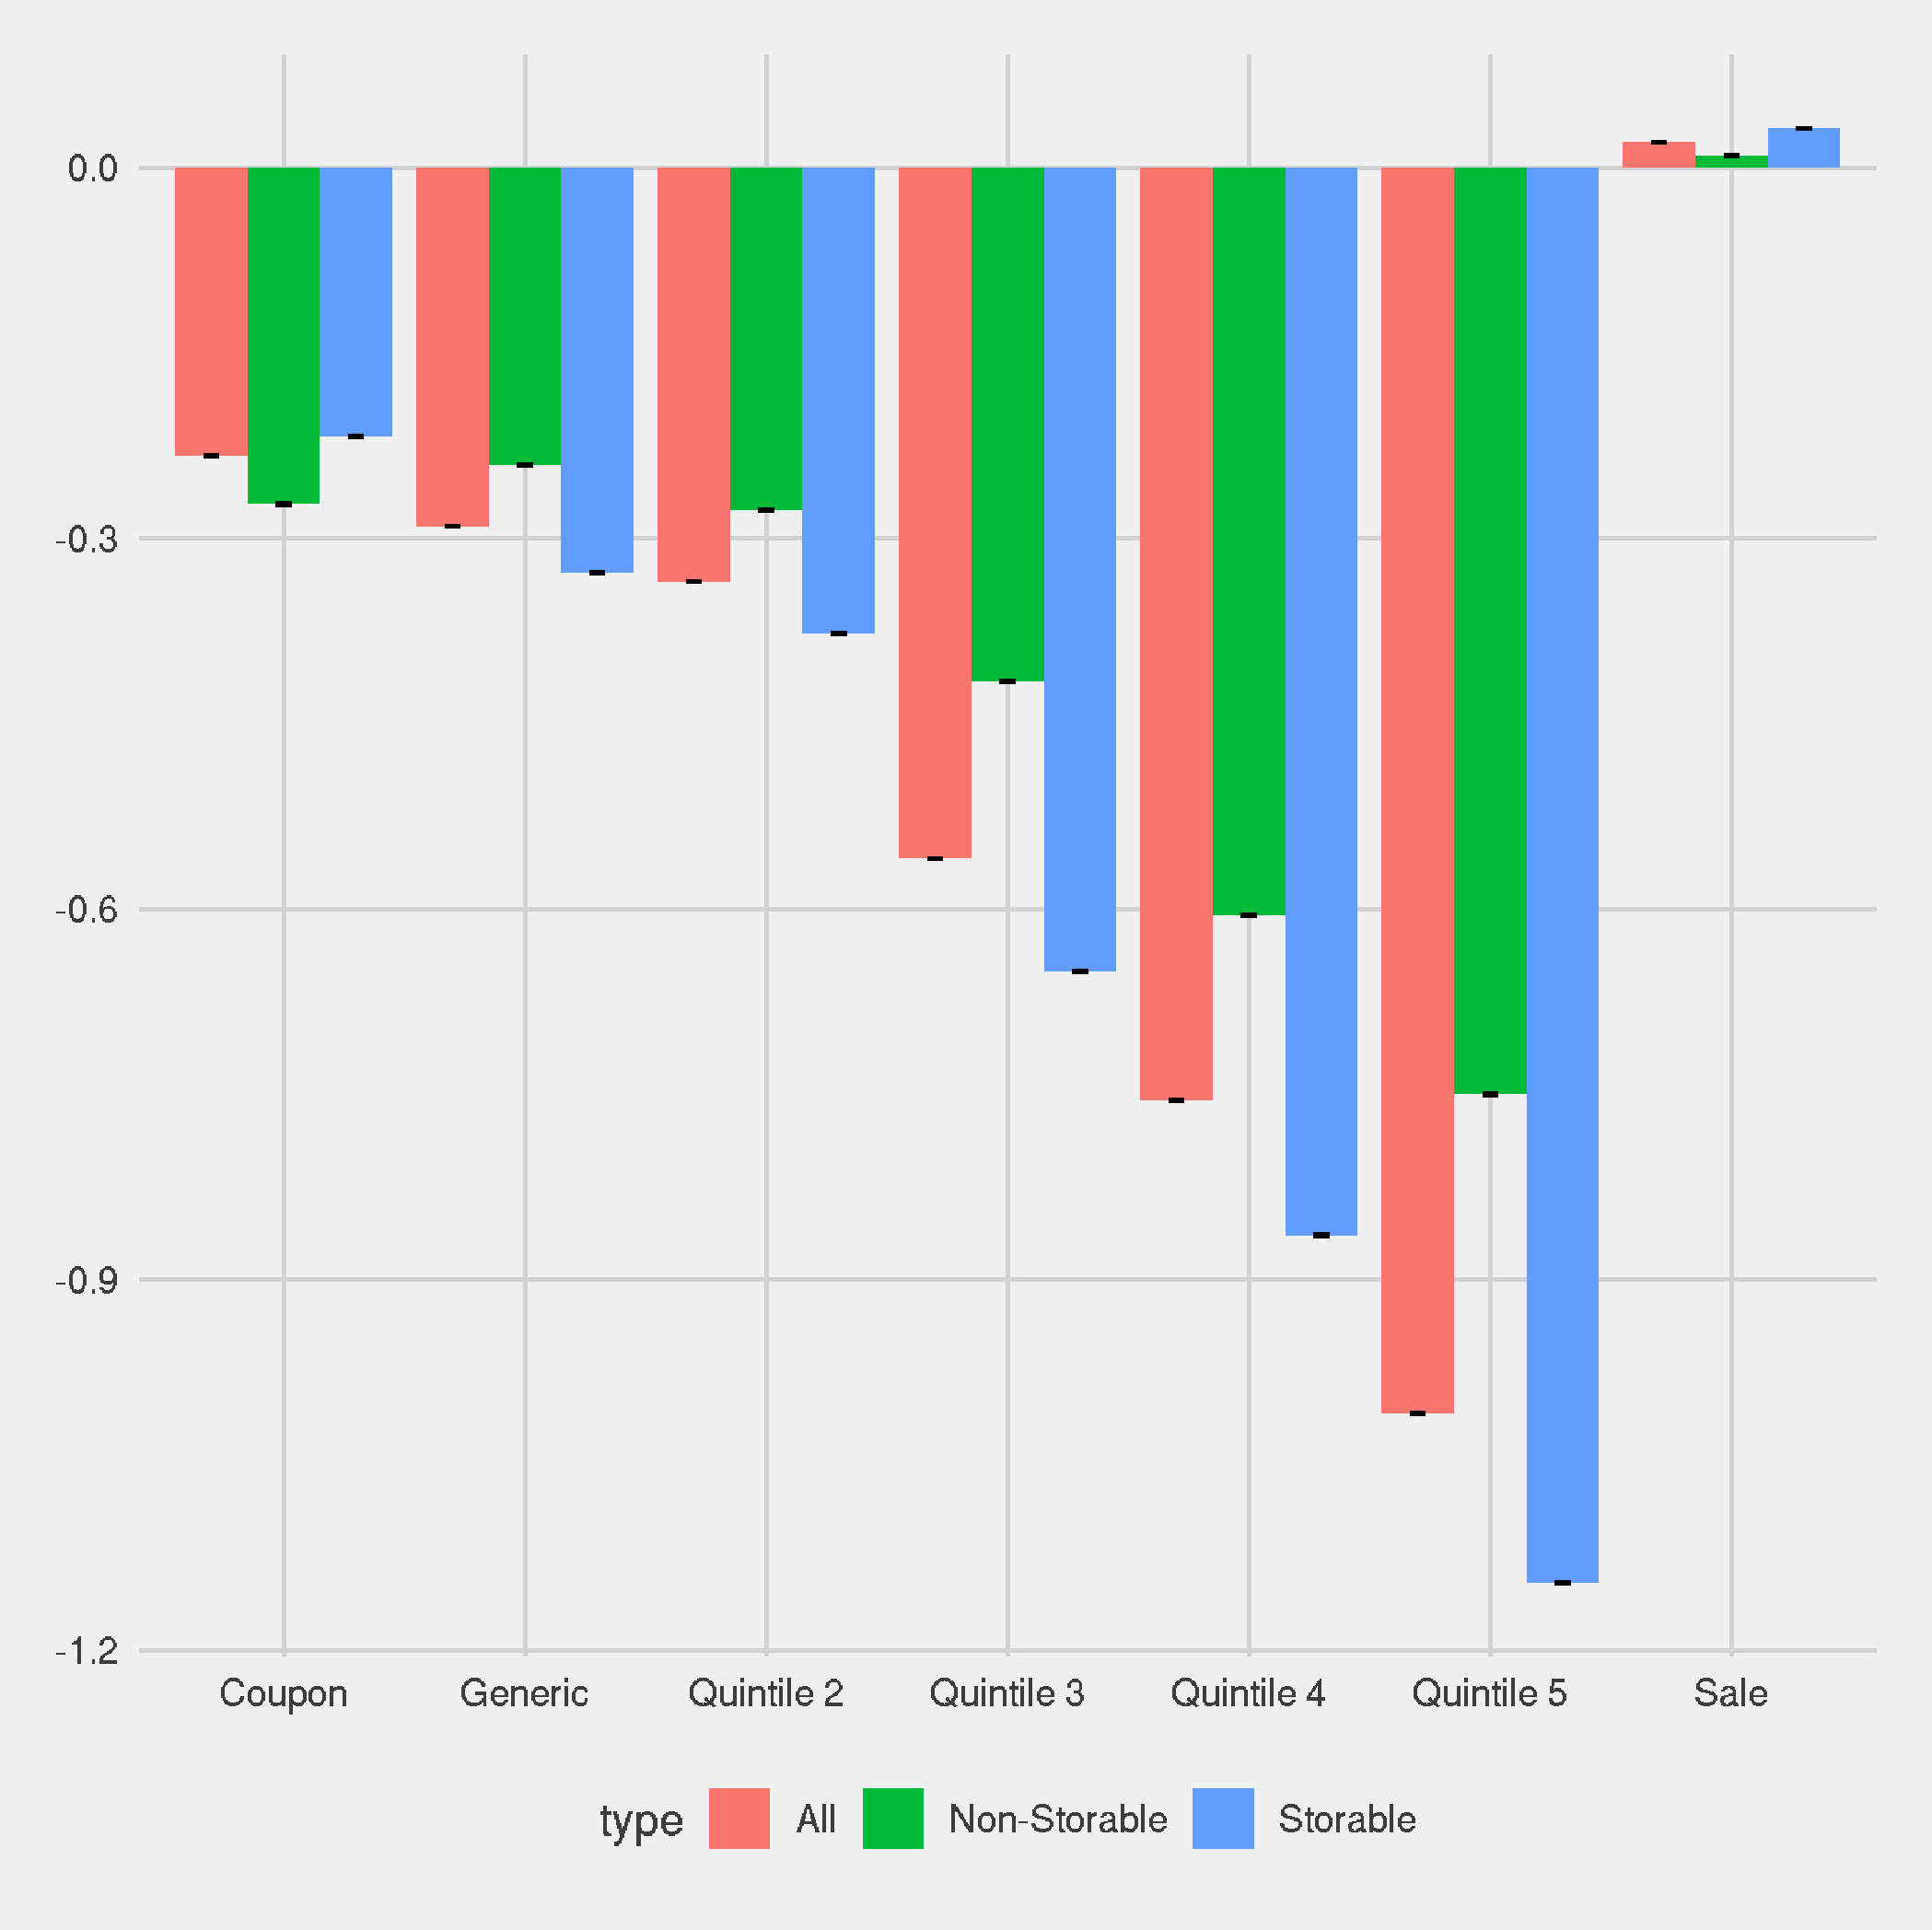 0.0
-0.3
-0.6
-0.9
-1.2
Coupon Generic Quintile 2 Quintile 3 Quintile 4 Quintile 5 Sale
type All Non-Storable Storable